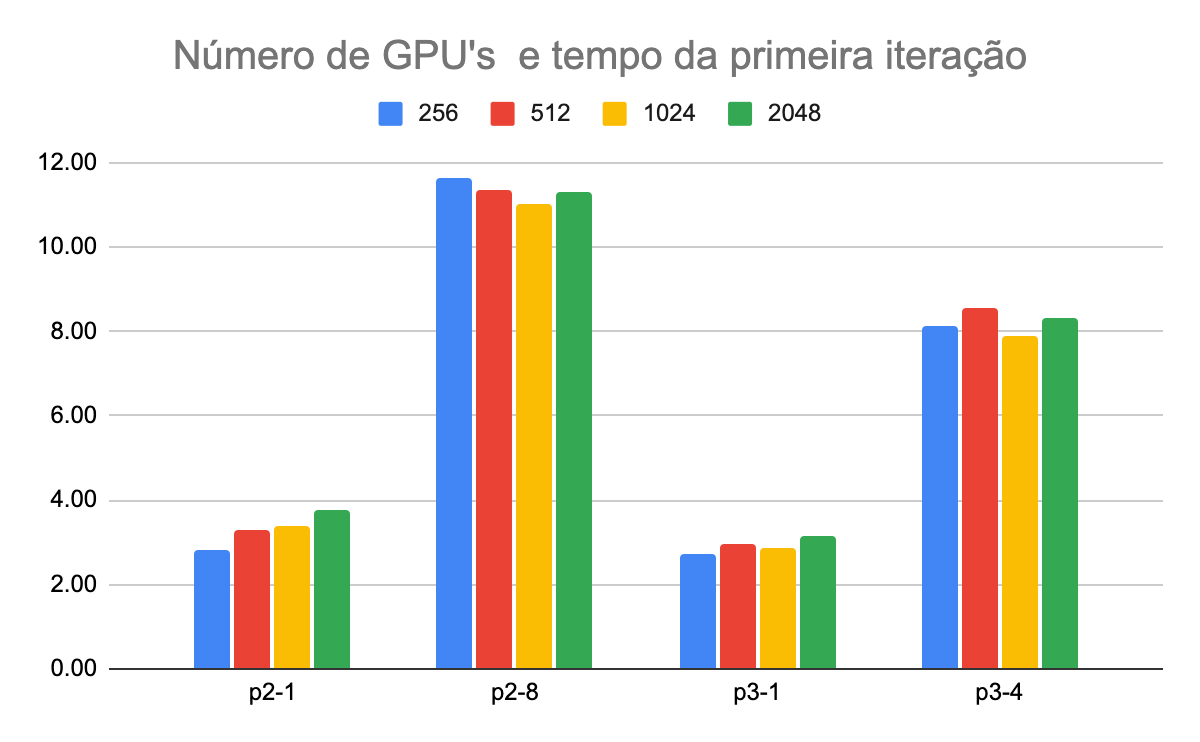 Número de GPU's  e tempo da primeira iteração
256 512 1024 2048
12.00
10.00
8.00
6.00
4.00
2.00
0.00
p2-1 p2-8 p3-1 p3-4